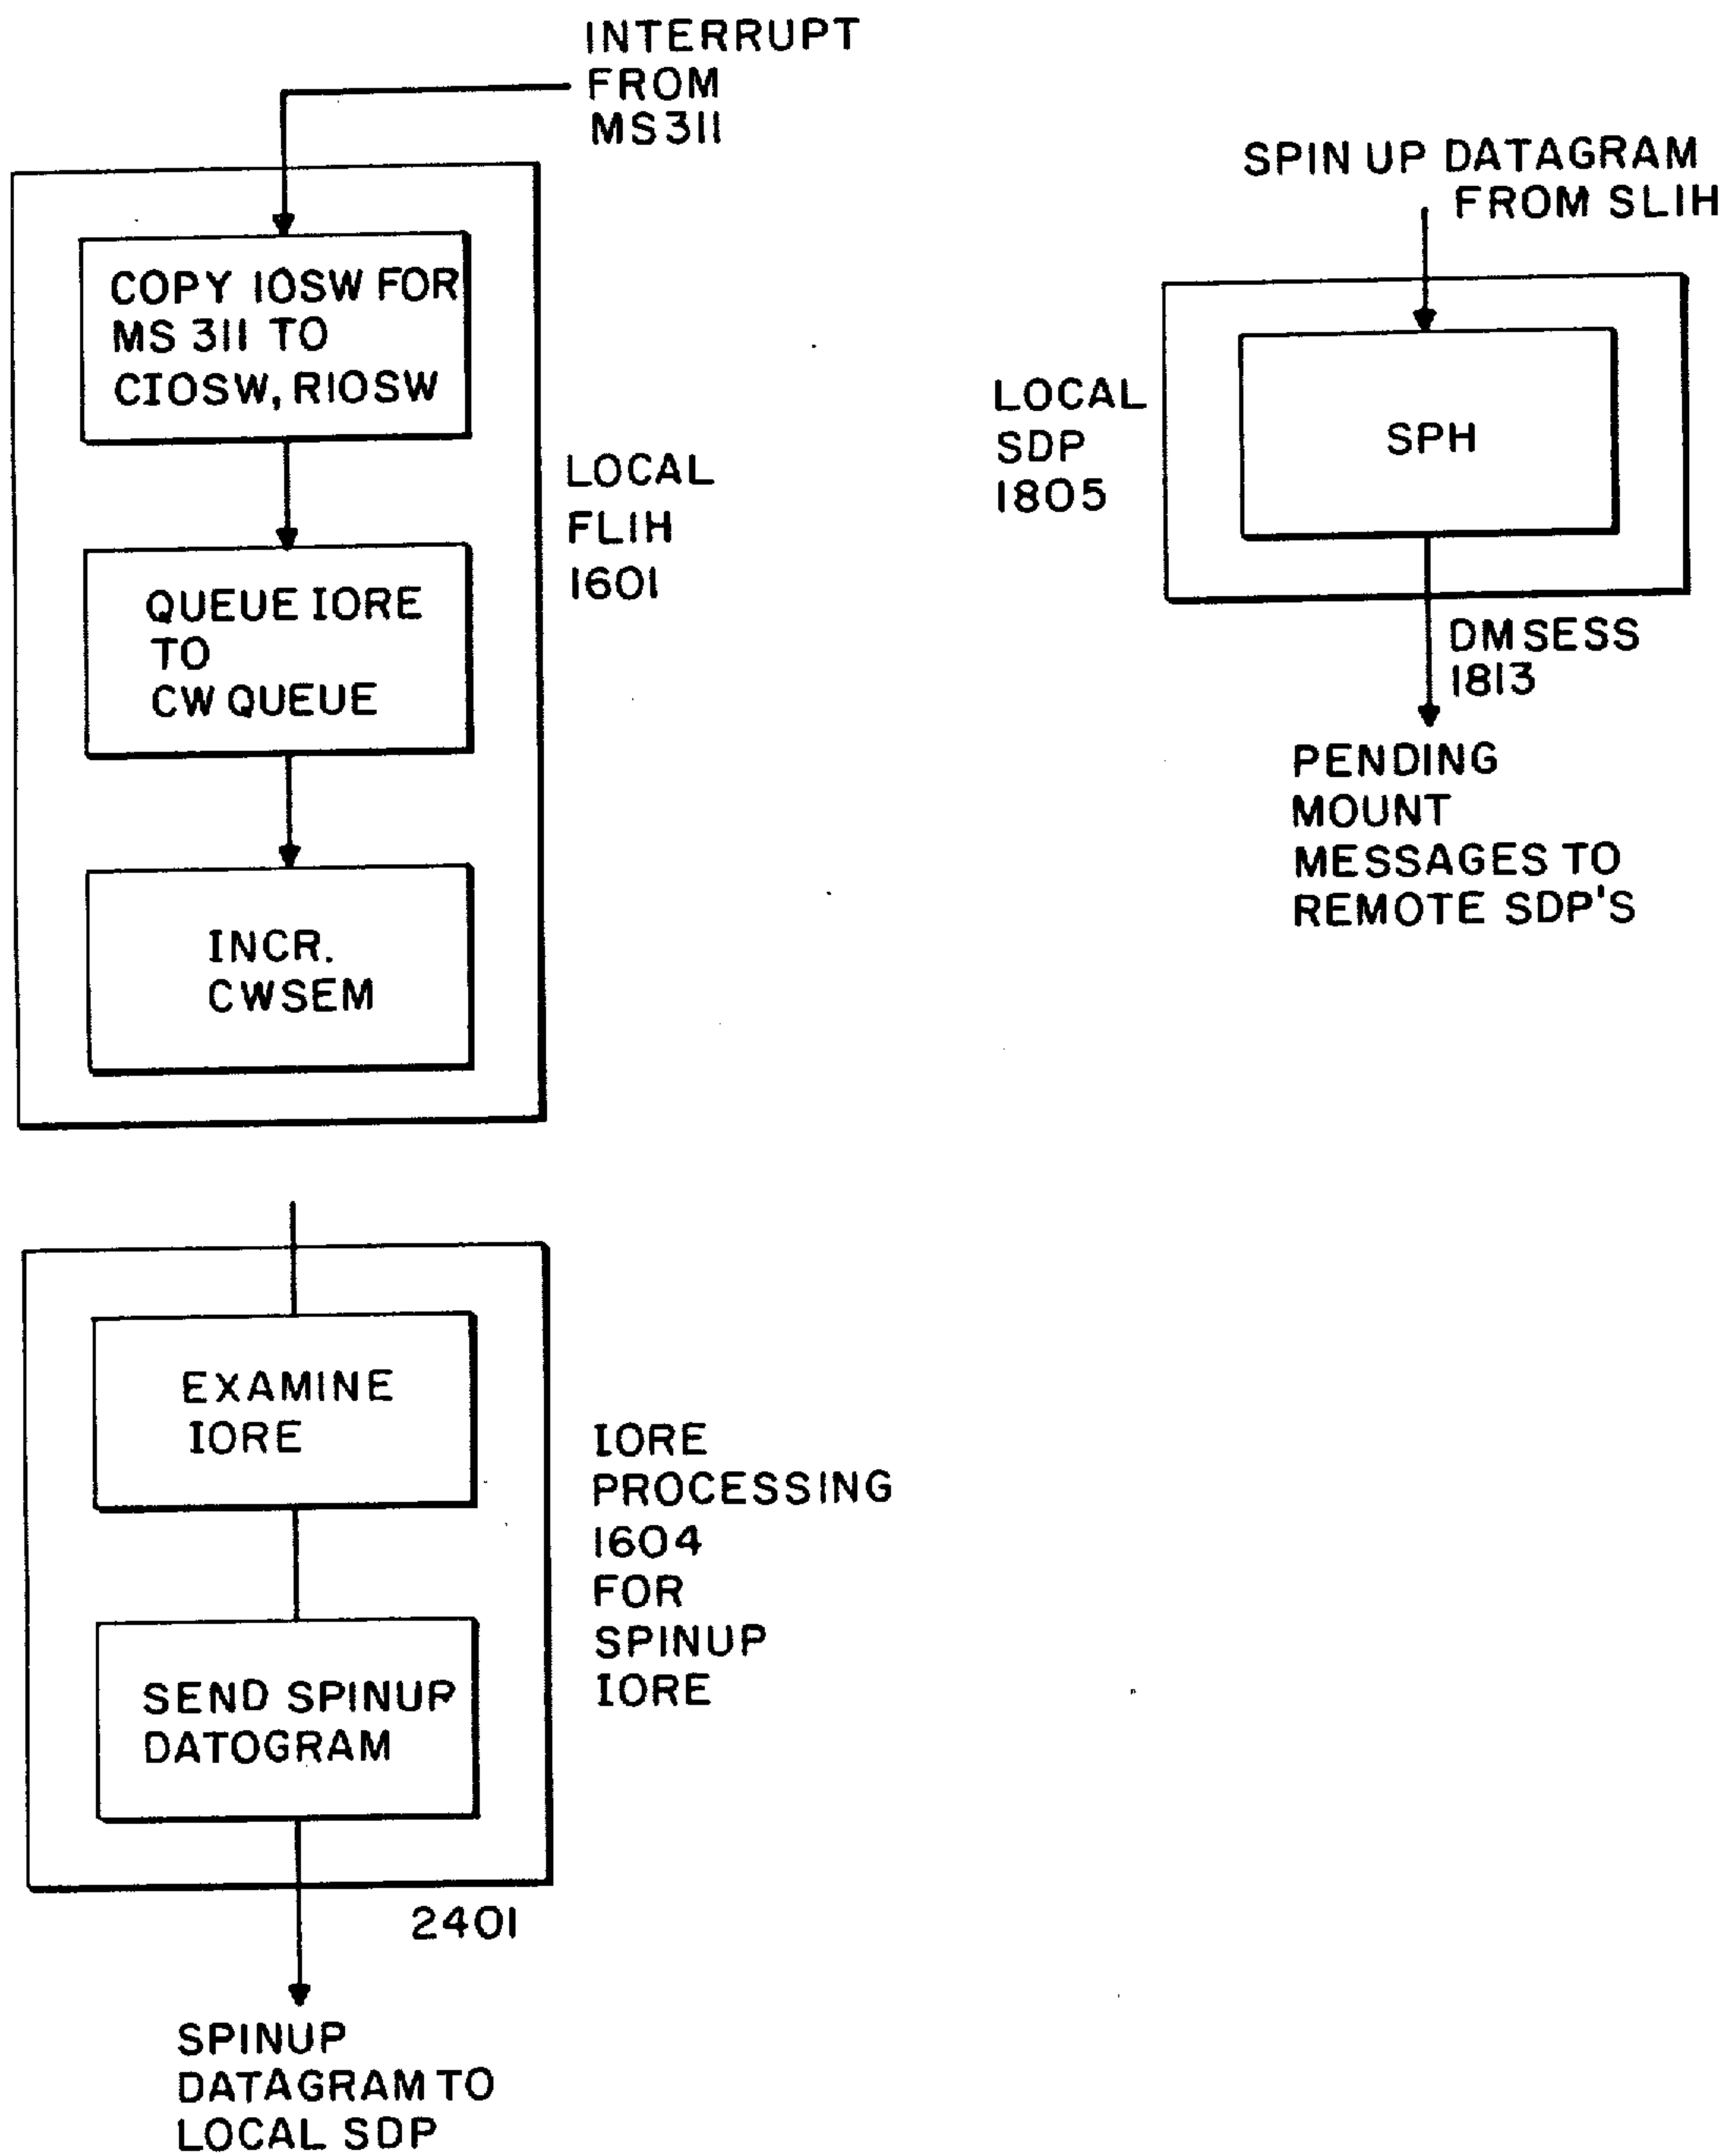 INTERRUPT
FROM
MS311
COPY IOSW FOR
MS 311 TO
CIOSW, RIOSW
QUEUE IORE
TO
CW QUEUE
INCR.
CWSEM
LOCAL
FLIH
1601
EXAMINE
IORE
SEND SPINUP
DATOGRAM
IORE
PROCESSING
1604
FOR
SPINUP
IORE
2401
SPINUP
DATAGRAM TO
LOCAL SDP
SPIN UP DATAGRAM
FROM SLIH
LOCAL
SDP
1805
SPH
DMSESS
1813
PENDING
MOUNT
MESSAGES TO
REMOTE SDP'S